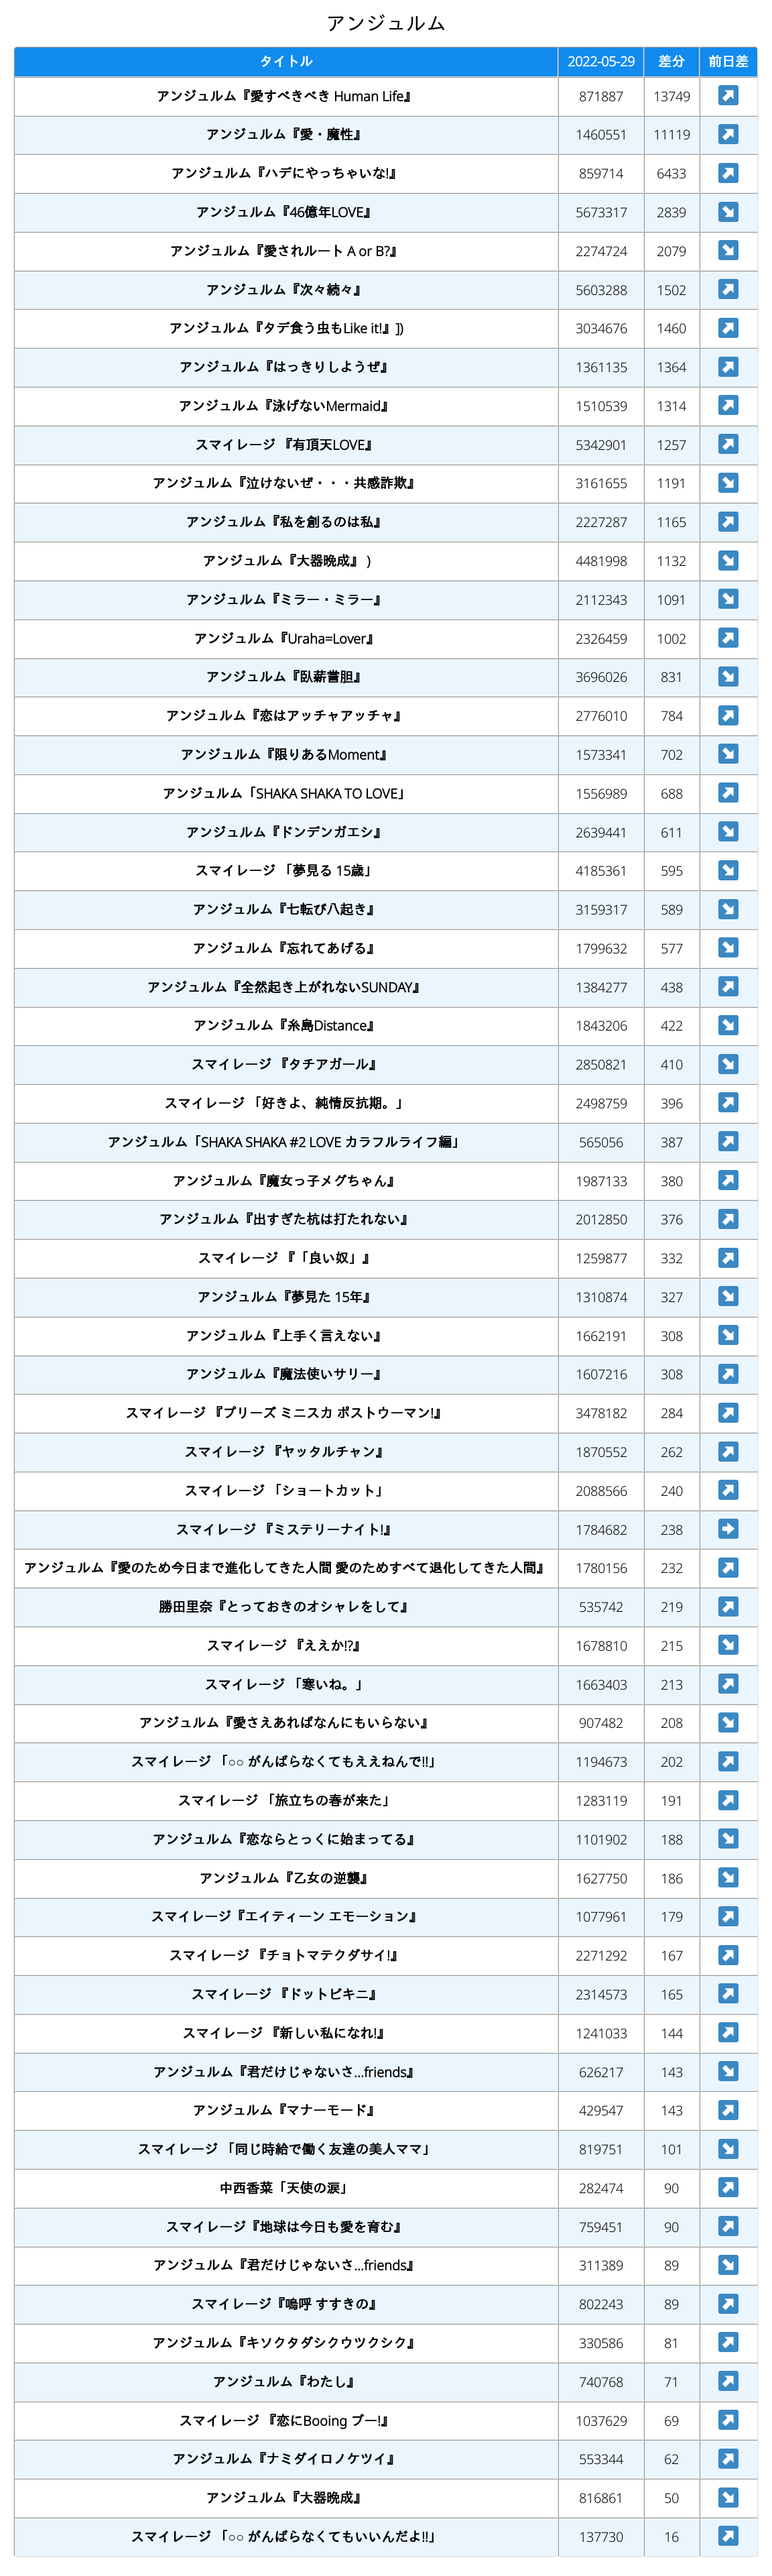 アンジュルム
タイトル 2022-05-29 差分 前日差
アンジュルム『愛すべきべき Human Life』 871887 13749 ↗
アンジュルム『愛・魔性』 1460551 11119 ↗
アンジュルム『ハデにやっちゃいな!』 859714 6433 ↗
アンジュルム『46億年LOVE』 5673317 2839 ↘
アンジュルム『愛されルート A or B?』 2274724 2079 ↘
アンジュルム『次々続々』 5603288 1502 ↗
アンジュルム『タデ食う虫もLike it!』]) 3034676 1460 ↗
アンジュルム『はっきりしようぜ』 1361135 1364 ↗
アンジュルム『泳げないMermaid』 1510539 1314 ↗
スマイレージ 『有頂天LOVE』 5342901 1257 ↗
アンジュルム『泣けないぜ・・・共感詐欺』 3161655 1191 ↘
アンジュルム『私を創るのは私』 2227287 1165 ↗
アンジュルム『大器晩成』 ) 4481998 1132 ↘
アンジュルム『ミラー・ミラー』 2112343 1091 ↘
アンジュルム『Uraha=Lover』 2326459 1002 ↗
アンジュルム『臥薪嘗胆』 3696026 831 ↘
アンジュルム『恋はアッチャアッチャ』 2776010 784 ↗
アンジュルム『限りあるMoment』 1573341 702 ↘
アンジュルム「SHAKA SHAKA TO LOVE」 1556989 688 ↗
アンジュルム『ドンデンガエシ』 2639441 611 ↘
スマイレージ 「夢見る 15歳」 4185361 595 ↘
アンジュルム『七転び八起き』 3159317 589 ↘
アンジュルム『忘れてあげる』 1799632 577 ↘
アンジュルム『全然起き上がれないSUNDAY』 1384277 438 ↗
アンジュルム『糸島Distance』 1843206 422 ↘
スマイレージ 『タチアガール』 2850821 410 ↘
スマイレージ 「好きよ、純情反抗期。」 2498759 396 ↗
アンジュルム「SHAKA SHAKA #2 LOVE カラフルライフ編」 565056 387 ↗
アンジュルム『魔女っ子メグちゃん』 1987133 380 ↗
アンジュルム『出すぎた杭は打たれない』 2012850 376 ↗
スマイレージ 『「良い奴」』 1259877 332 ↗
アンジュルム『夢見た 15年』 1310874 327 ↘
アンジュルム『上手く言えない』 1662191 308 ↘
アンジュルム『魔法使いサリー』 1607216 308 ↗
スマイレージ 『プリーズ ミニスカ ポストウーマン!』 3478182 284 ↗
スマイレージ 『ヤッタルチャン』 1870552 262 ↗
スマイレージ 「ショートカット」 2088566 240 ↗
スマイレージ 『ミステリーナイト!』 1784682 238 →
アンジュルム『愛のため今日まで進化してきた人間 愛のためすべて退化してきた人間』 1780156 232 ↗
勝田里奈『とっておきのオシャレをして』 535742 219 ↗
スマイレージ 『ええか!?』 1678810 215 ↘
スマイレージ 「寒いね。」 1663403 213 ↗
アンジュルム『愛さえあればなんにもいらない』 907482 208 ↘
スマイレージ 「○○ がんばらなくてもええねんで!!」 1194673 202 ↗
スマイレージ 「旅立ちの春が来た」 1283119 191 ↗
アンジュルム『恋ならとっくに始まってる』 1101902 188 ↘
アンジュルム『乙女の逆襲』 1627750 186 ↘
スマイレージ『エイティーン エモーション』 1077961 179 ↗
スマイレージ 『チョトマテクダサイ!』 2271292 167 ↗
スマイレージ 『ドットビキニ』 2314573 165 ↗
スマイレージ 『新しい私になれ!』 1241033 144 ↗
アンジュルム『君だけじゃないさ...friends』 626217 143 ↘
アンジュルム『マナーモード』 429547 143 ↗
スマイレージ 「同じ時給で働く友達の美人ママ」 819751 101 ↘
中西香菜「天使の涙」 282474 90 ↗
スマイレージ『地球は今日も愛を育む』 759451 90 ↗
アンジュルム『君だけじゃないさ...friends』 311389 89 ↘
スマイレージ『嗚呼 すすきの』 802243 89 ↗
アンジュルム『キソクタダシクウツクシク』 330586 81 ↗
アンジュルム『わたし』 740768 71 ↗
スマイレージ 『恋にBooing ブー!』 1037629 69 ↗
アンジュルム『ナミダイロノケツイ』 553344 62 ↗
アンジュルム『大器晩成』 816861 50 ↘
スマイレージ 「○○ がんばらなくてもいいんだよ!!」 137730 16 ↗